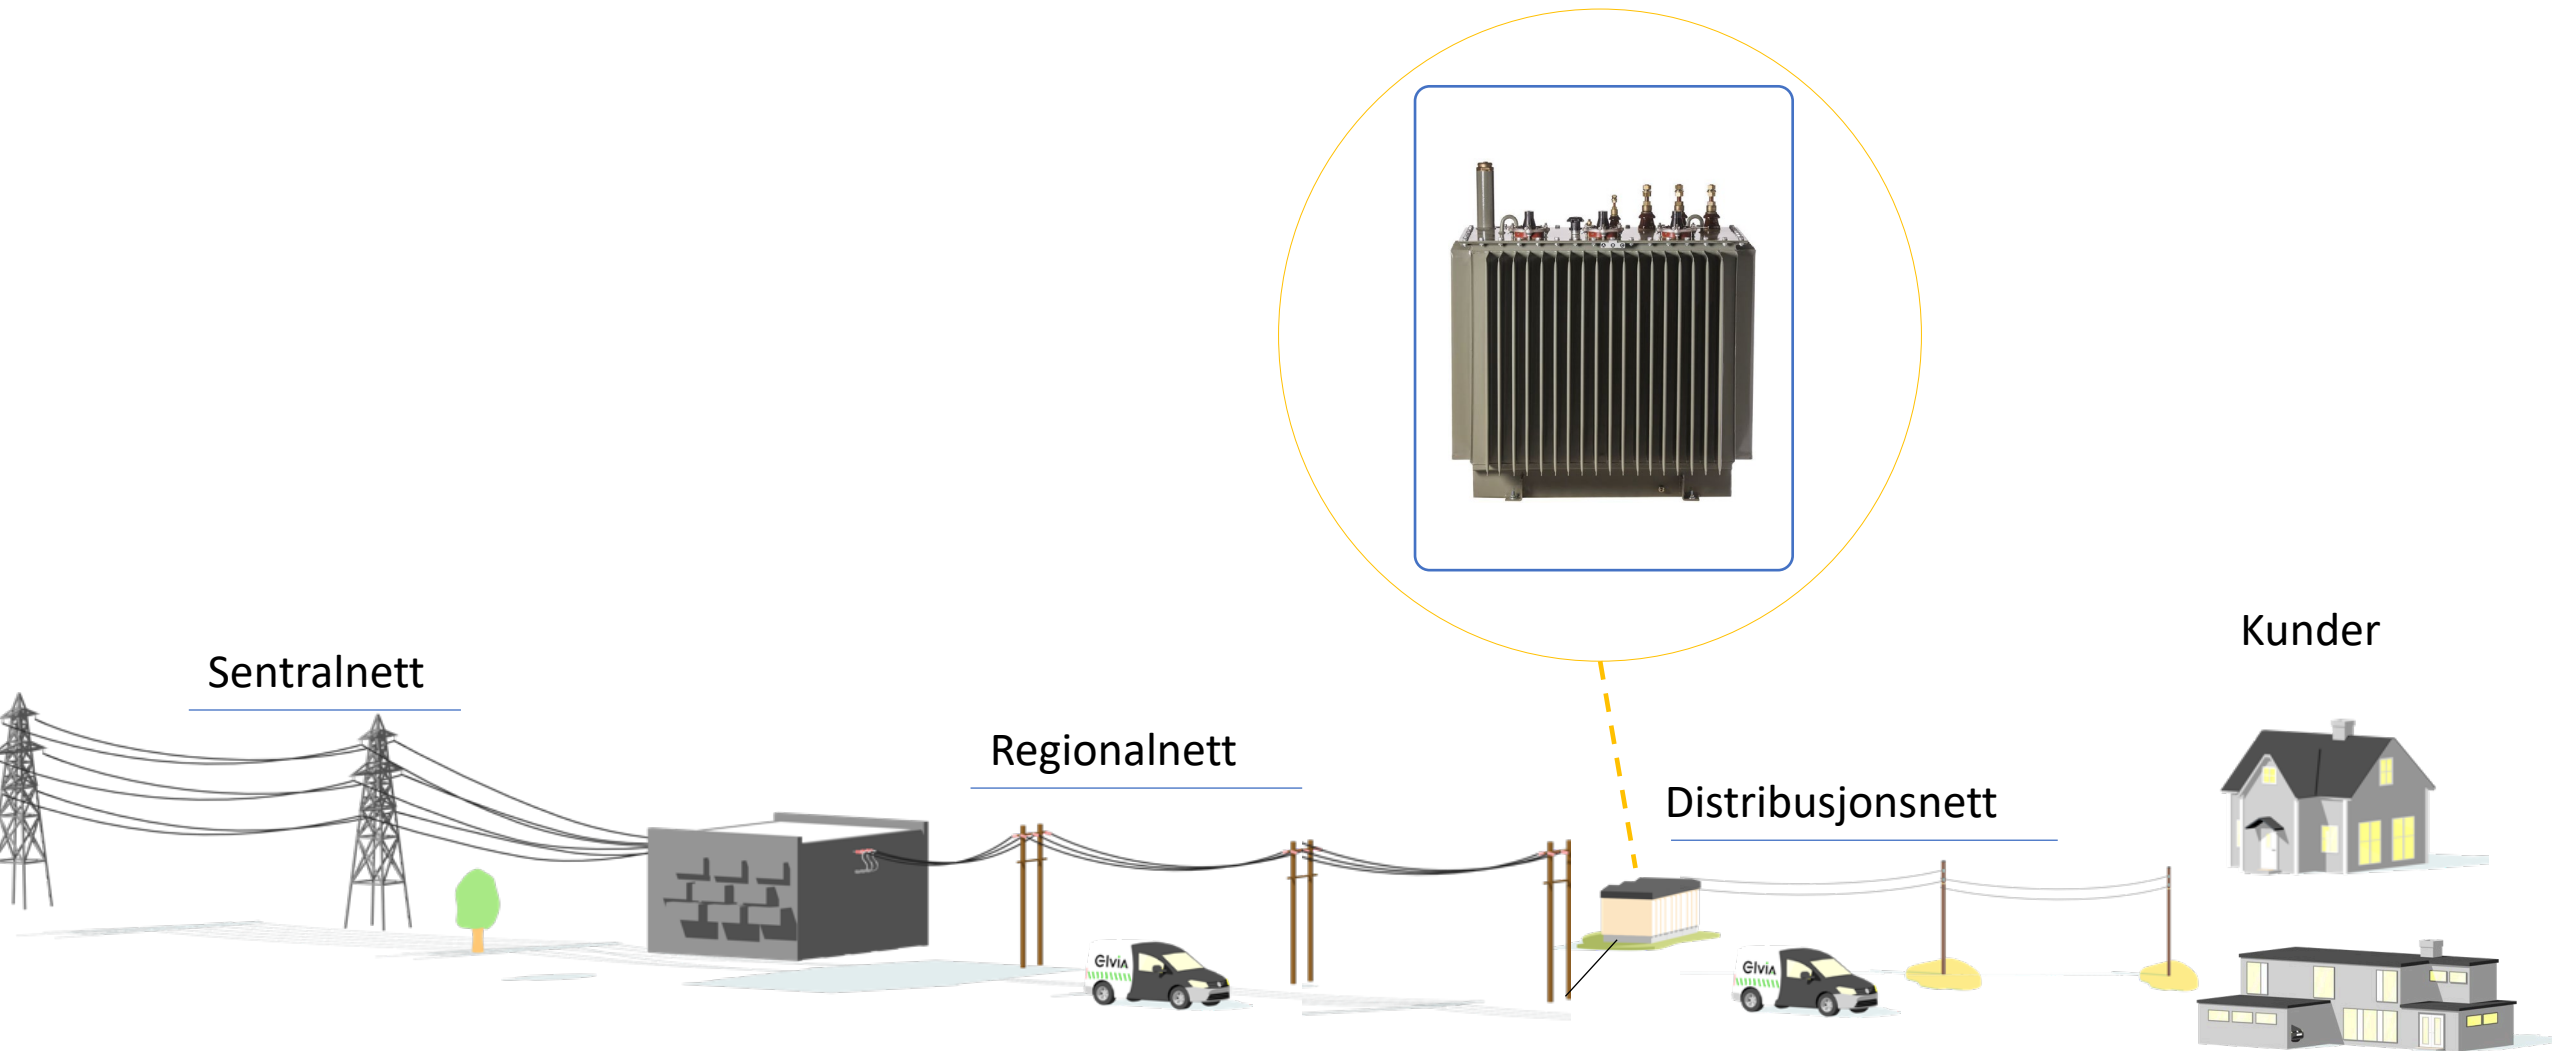 Kunder
Sentralnett
Regionalnett
Distribusjonsnett
Elvia
Elvia